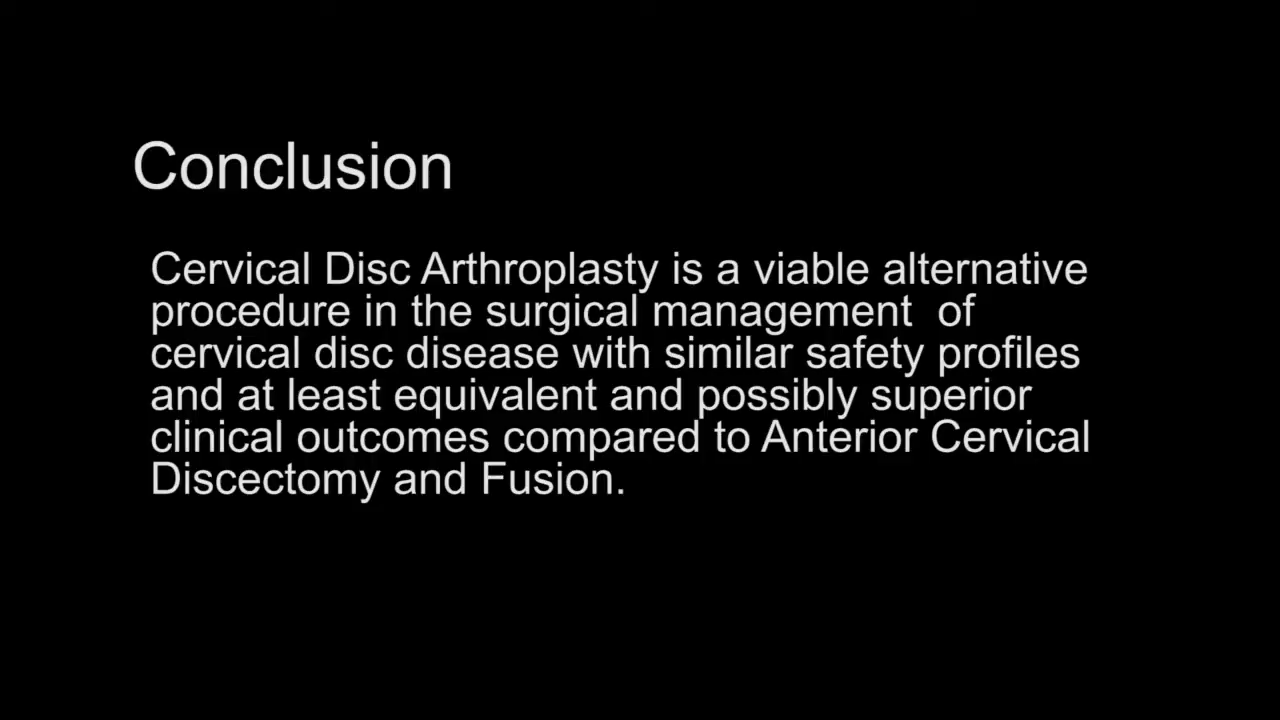 Conclusion
Cervical Disc Arthroplasty is a viable alternative
procedure in the surgical management  of
cervical disc disease with similar safety profiles
and at least equivalent and possibly superior
clinical outcomes compared to Anterior Cervical
Discectomy and Fusion.